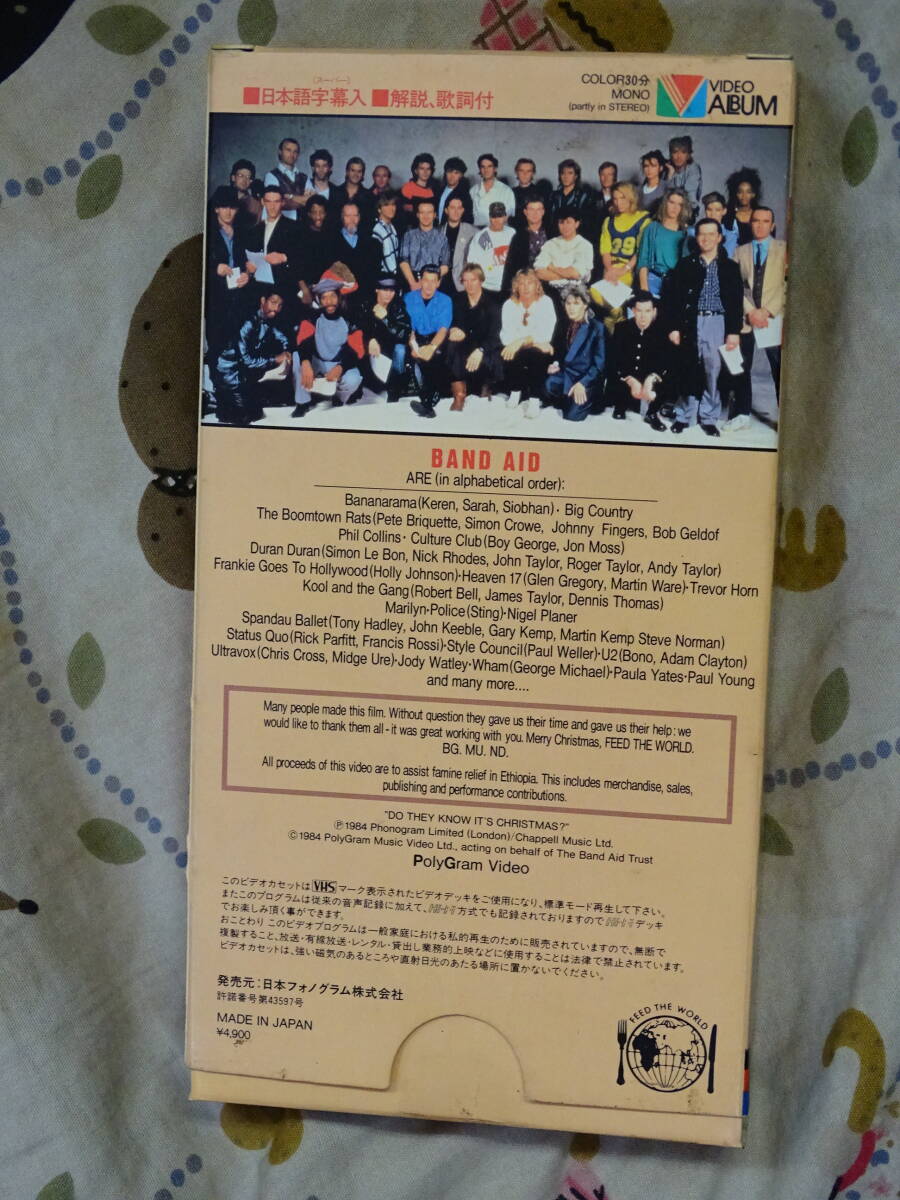 (スーパー)
■日本語字幕入 ■解説、歌詞付
COLOR30分
MONO
(partly in STEREO)
VIDEO
ALBUM
BAND AID
ARE (in alphabetical order):
Bananarama(Keren, Sarah, Siobhan)・Big Country
The Boomtown Rats(Pete Briquette, Simon Crowe, Johnny Fingers, Bob Geldof
Phil Collins・Culture Club(Boy George, Jon Moss)
Duran Duran(Simon Le Bon, Nick Rhodes, John Taylor, Roger Taylor, Andy Taylor)
Frankie Goes To Hollywood(Holly Johnson)・Heaven 17(Glen Gregory, Martin Ware)・Trevor Horn
Kool and the Gang(Robert Bell, James Taylor, Dennis Thomas)
Marilyn・Police(Sting)・Nigel Planer
Spandau Ballet(Tony Hadley, John Keeble, Gary Kemp, Martin Kemp Steve Norman)
Status Quo(Rick Parfitt, Francis Rossi)・Style Council(Paul Weller)・U2(Bono, Adam Clayton)
Ultravox(Chris Cross, Midge Ure)・Jody Watley・Wham(George Michael)・Paula Yates・Paul Young
and many more....
Many people made this film. Without question they gave us their time and gave us their help: we
would like to thank them all - it was great working with you. Merry Christmas, FEED THE WORLD.
BG. MU. ND.
All proceeds of this video are to assist famine relief in Ethiopia. This includes merchandise, sales,
publishing and performance contributions.
"DO THEY KNOW IT'S CHRISTMAS?"
℗1984 Phonogram Limited (London)/Chappell Music Ltd.
©1984 PolyGram Music Video Ltd., acting on behalf of The Band Aid Trust
PolyGram Video
このビデオカセットはVHSマーク表示されたビデオデッキをご使用になり、標準モード再生して下さい。
またこのプログラムは従来の音声記録に加えて、Hi-Fi方式でも記録されておりますのでHi-Fiデッキ
でお楽しみ頂く事ができます。
おことわり このビデオプログラムは一般家庭における私的再生のために販売されていますので、無断で
複製すること、放送・有線放送・レンタル・貸出し業務的上映などに使用することは法律で禁止されています。
ビデオカセットは、強い磁気のあるところや直射日光のあたる場所に置かないでください。
発売元：日本フォノグラム株式会社
許諾番号第43597号
MADE IN JAPAN
¥4,900
FEED THE WORLD